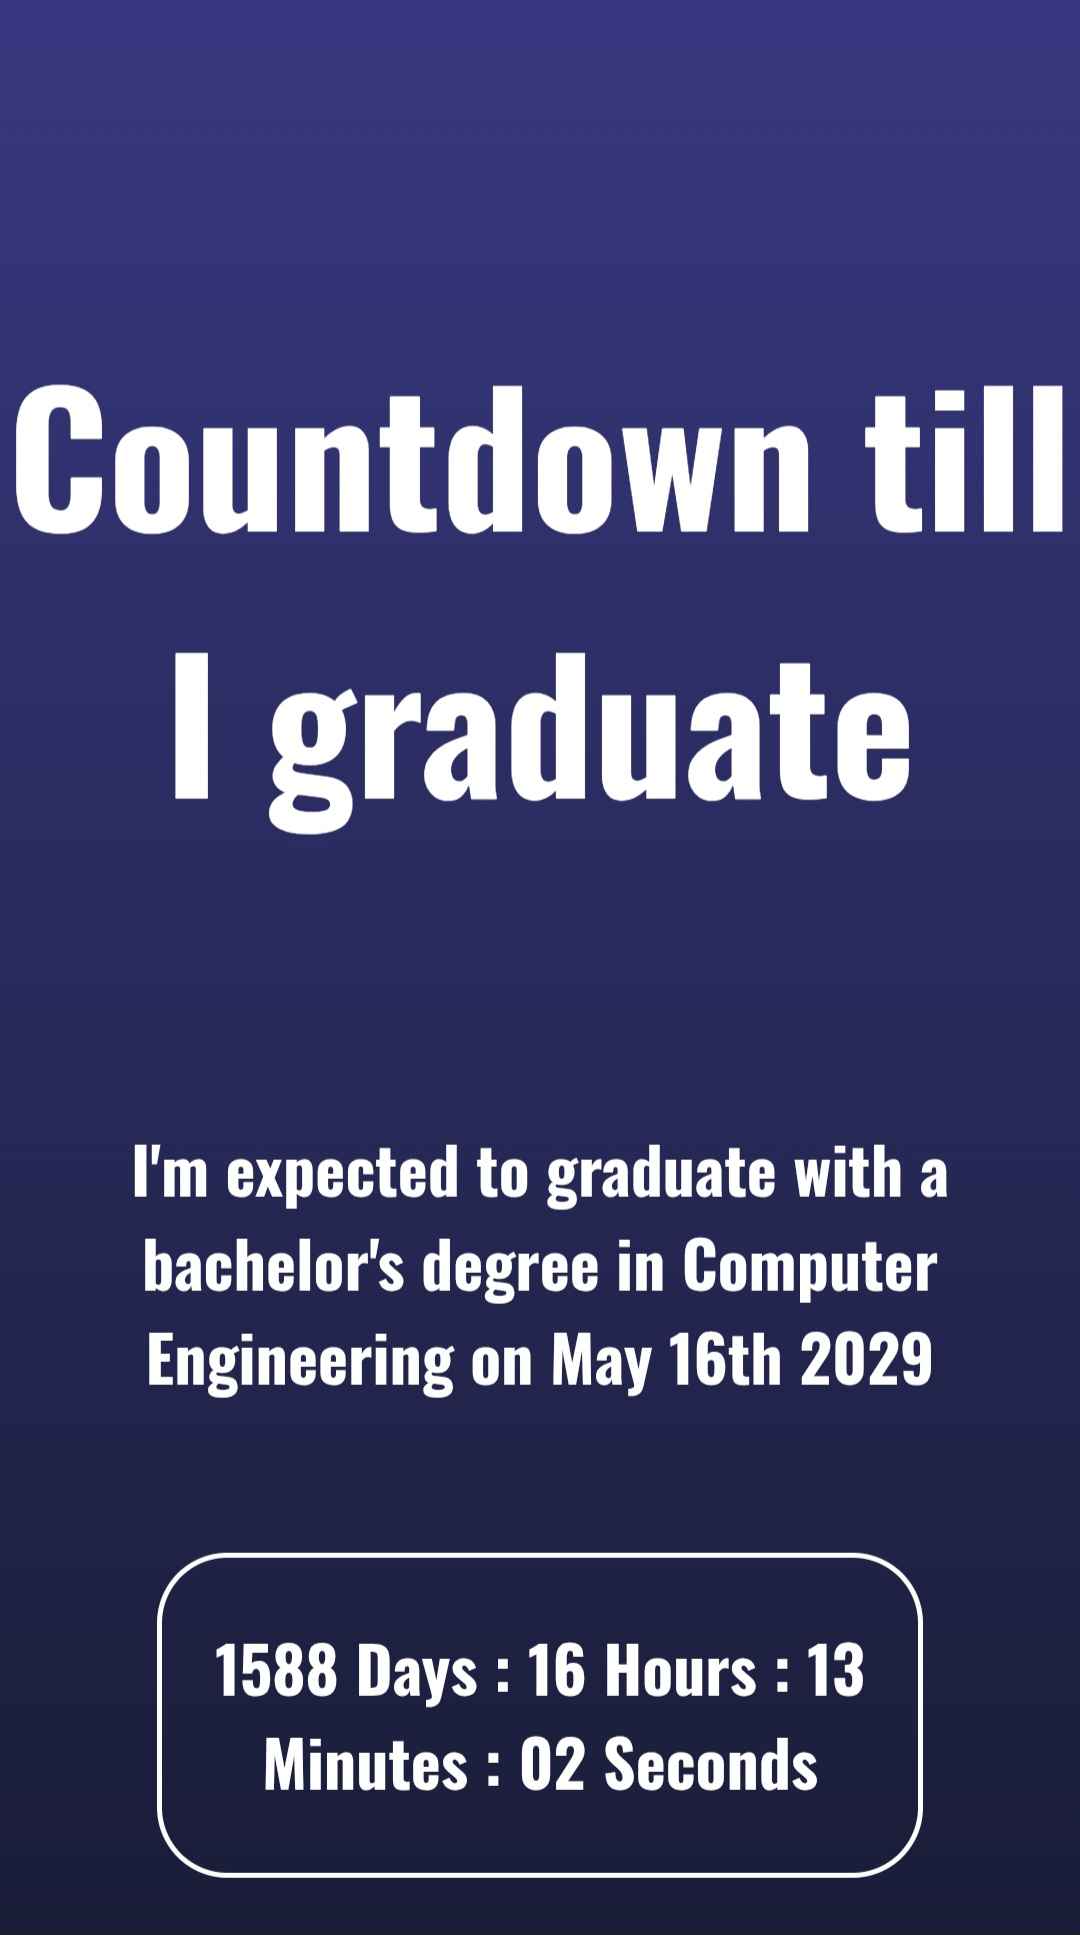 Countdown till
I graduate
I'm expected to graduate with a
bachelor's degree in Computer
Engineering on May 16th 2029
1588 Days : 16 Hours : 13
Minutes : 02 Seconds